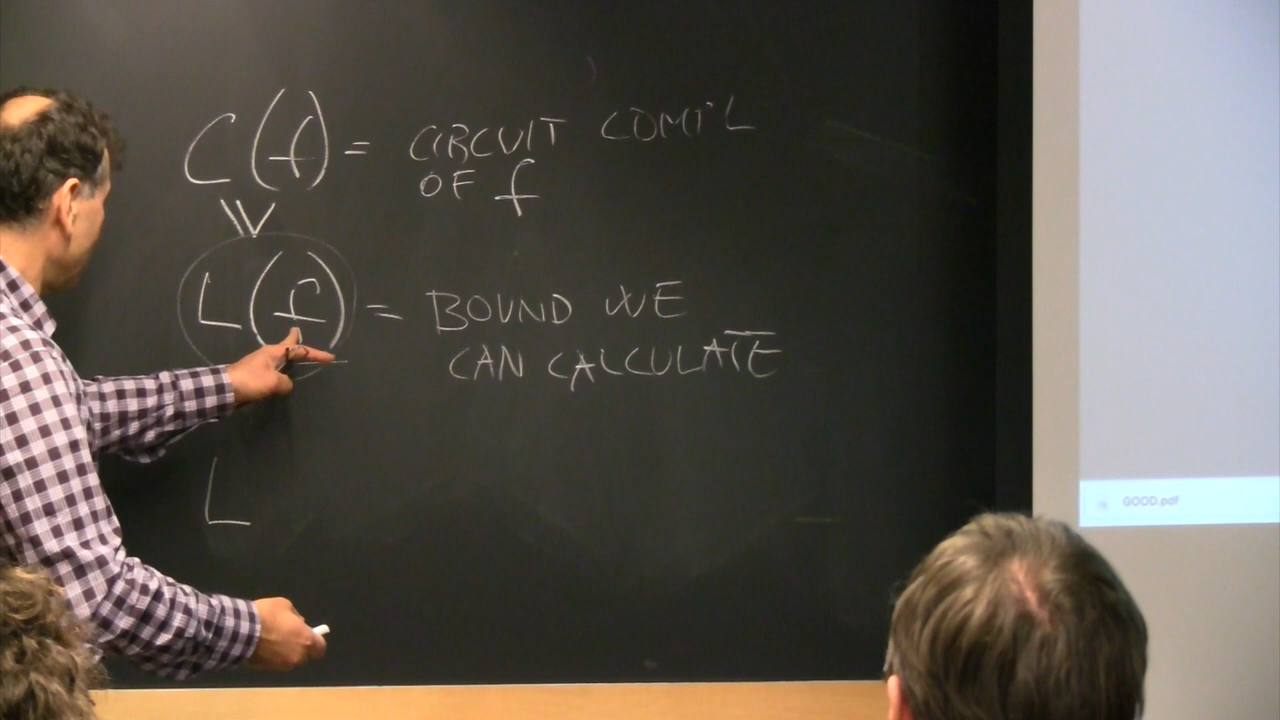 C(f) = CIRCUIT COMP'L
OF f
\/\/
L(f) = BOUND WE
CAN CALCULATE
L
GOOD.pdf